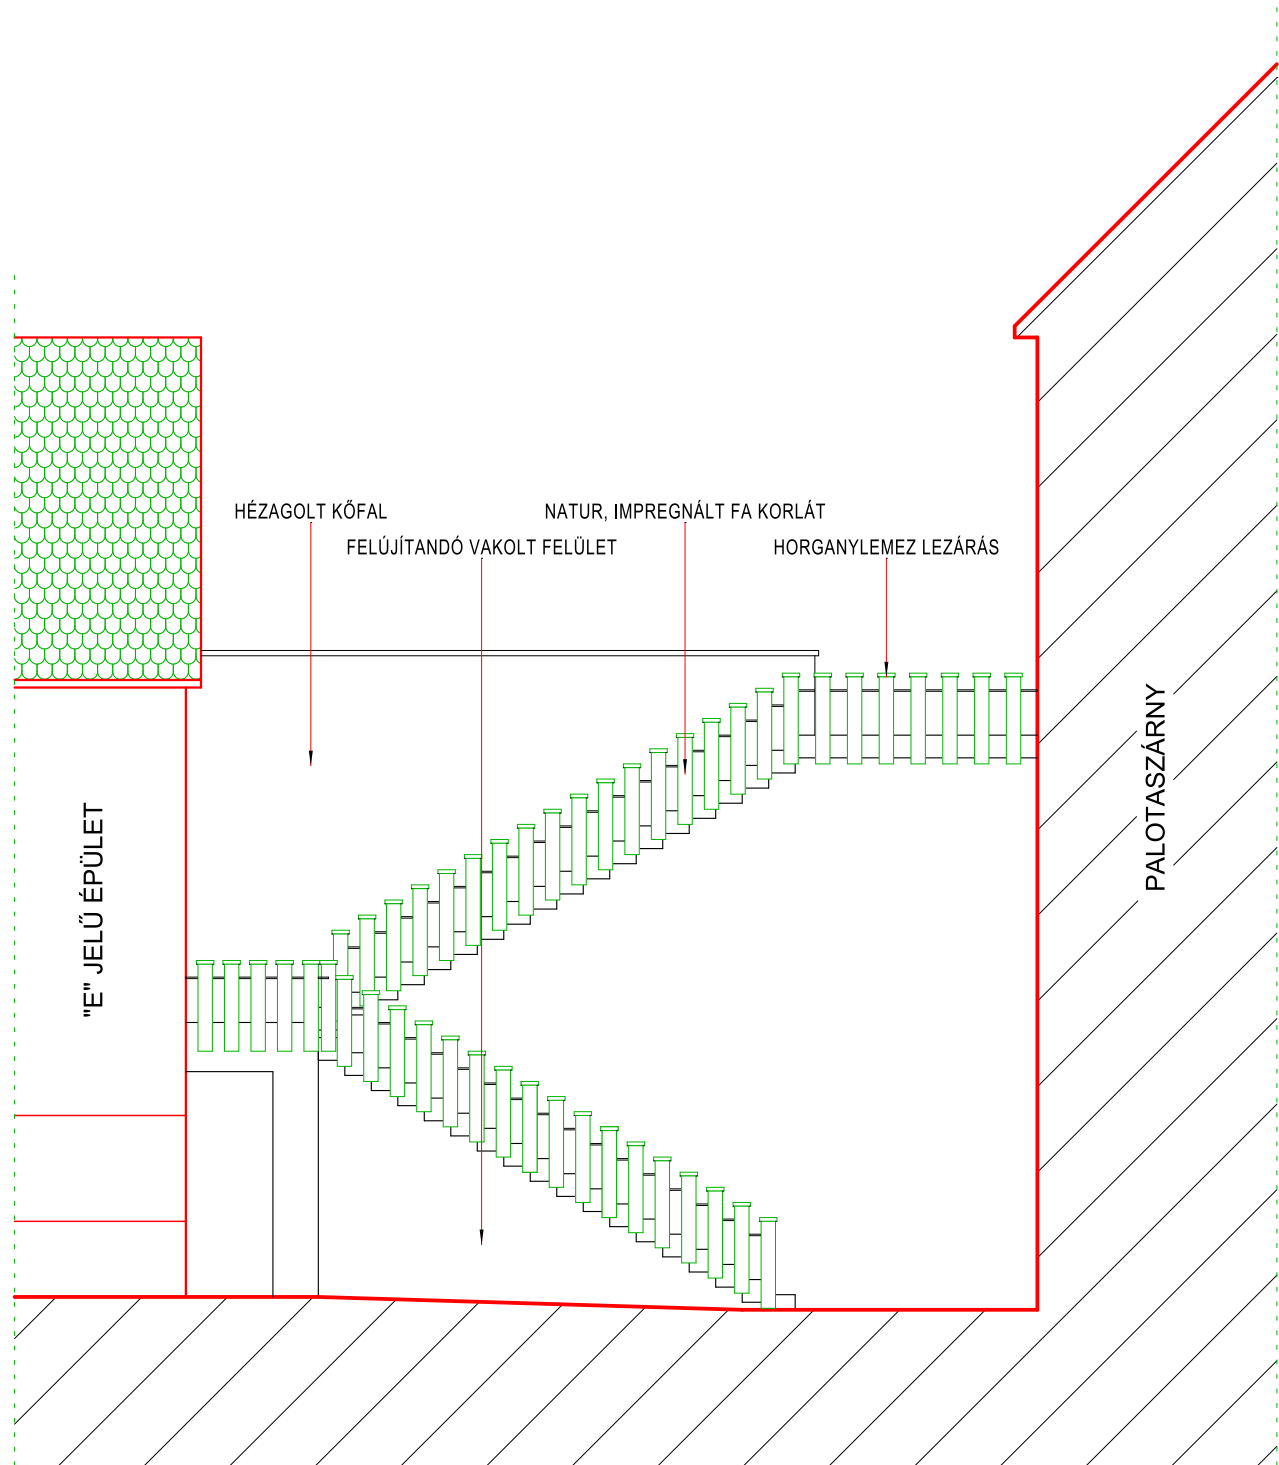 HÉZAGOLT KŐFAL
NATUR, IMPREGNÁLT FA KORLÁT
FELÚJÍTANDÓ VAKOLT FELÜLET
HORGANYLEMEZ LEZÁRÁS
"E" JELŰ ÉPÜLET
PALOTASZÁRNY